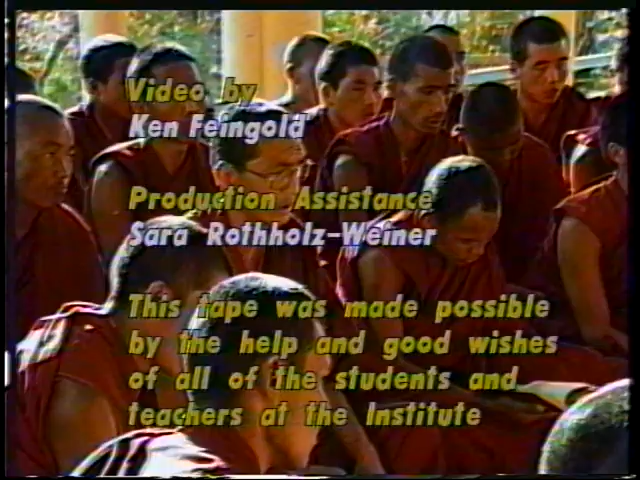 Video by
Ken Feingold
Production Assistance
Sara Rothholz-Weiner
This tape was made possible
by the help and good wishes
of all of the students and
teachers at the Institute